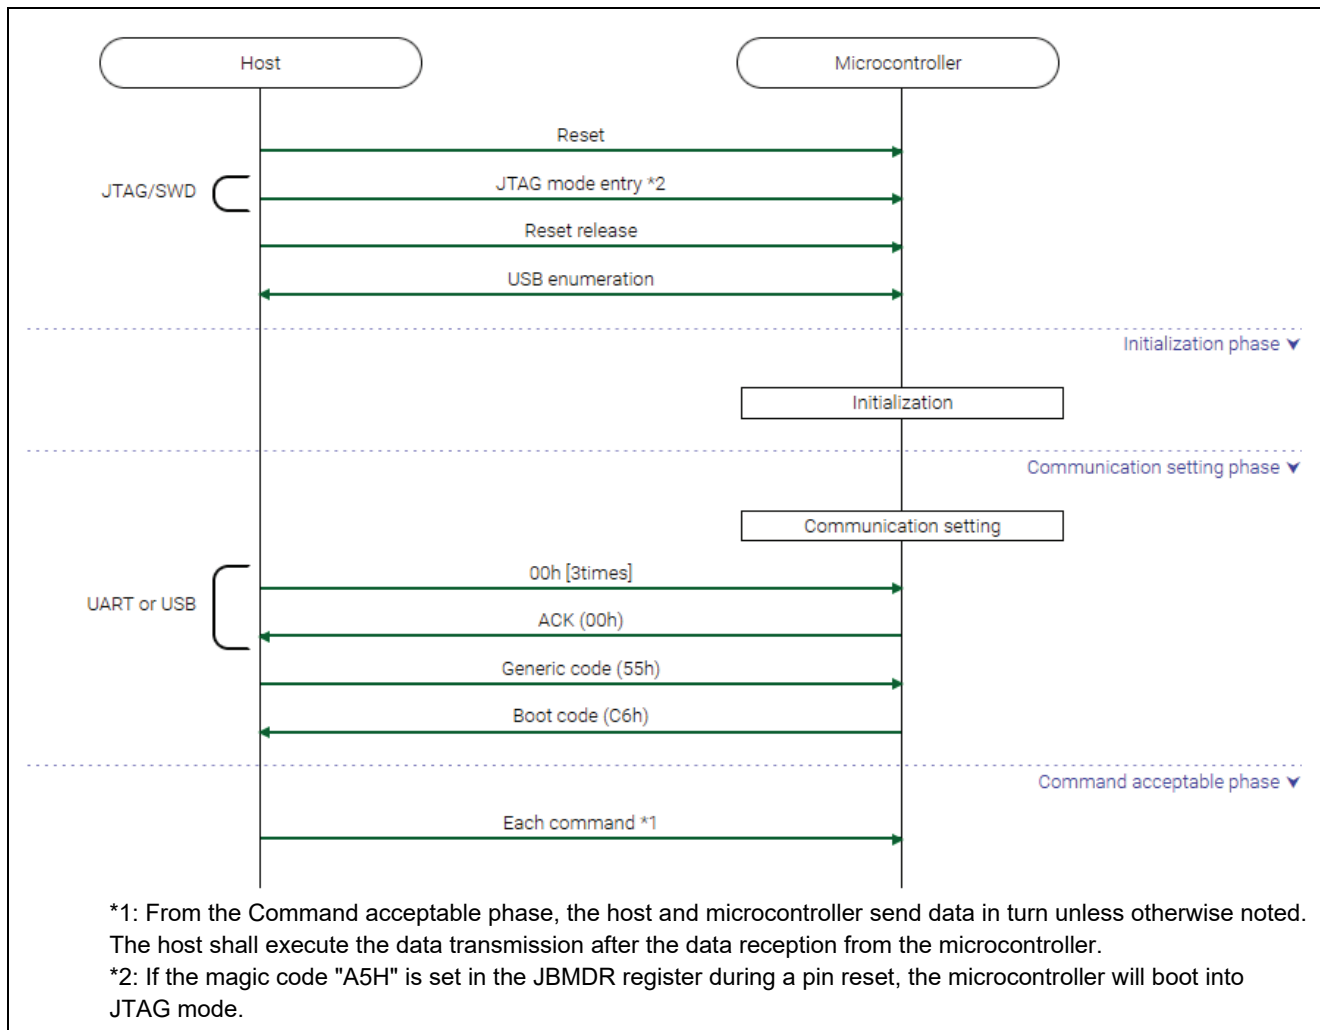 Host
Microcontroller
Reset
JTAG/SWD
JTAG mode entry *2
Reset release
USB enumeration
Initialization phase
Initialization
Communication setting phase
Communication setting
UART or USB
00h [3times]
ACK (00h)
Generic code (55h)
Boot code (C6h)
Command acceptable phase
Each command *1
*1: From the Command acceptable phase, the host and microcontroller send data in turn unless otherwise noted.
The host shall execute the data transmission after the data reception from the microcontroller.
*2: If the magic code "A5H" is set in the JBMDR register during a pin reset, the microcontroller will boot into
JTAG mode.